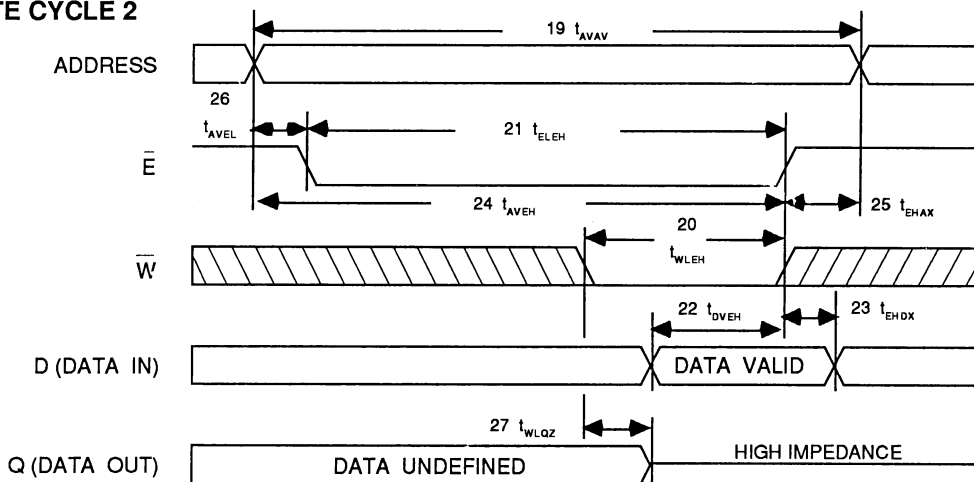 TE CYCLE 2
19 tAVAV
ADDRESS
26
tAVEL
21 tELEH
E
24 tAVEH
25 tEHAX
20
W
tWLEH
22 tDVEH
23 tEHDX
D (DATA IN)
DATA VALID
27 tWLQZ
HIGH IMPEDANCE
Q (DATA OUT)
DATA UNDEFINED